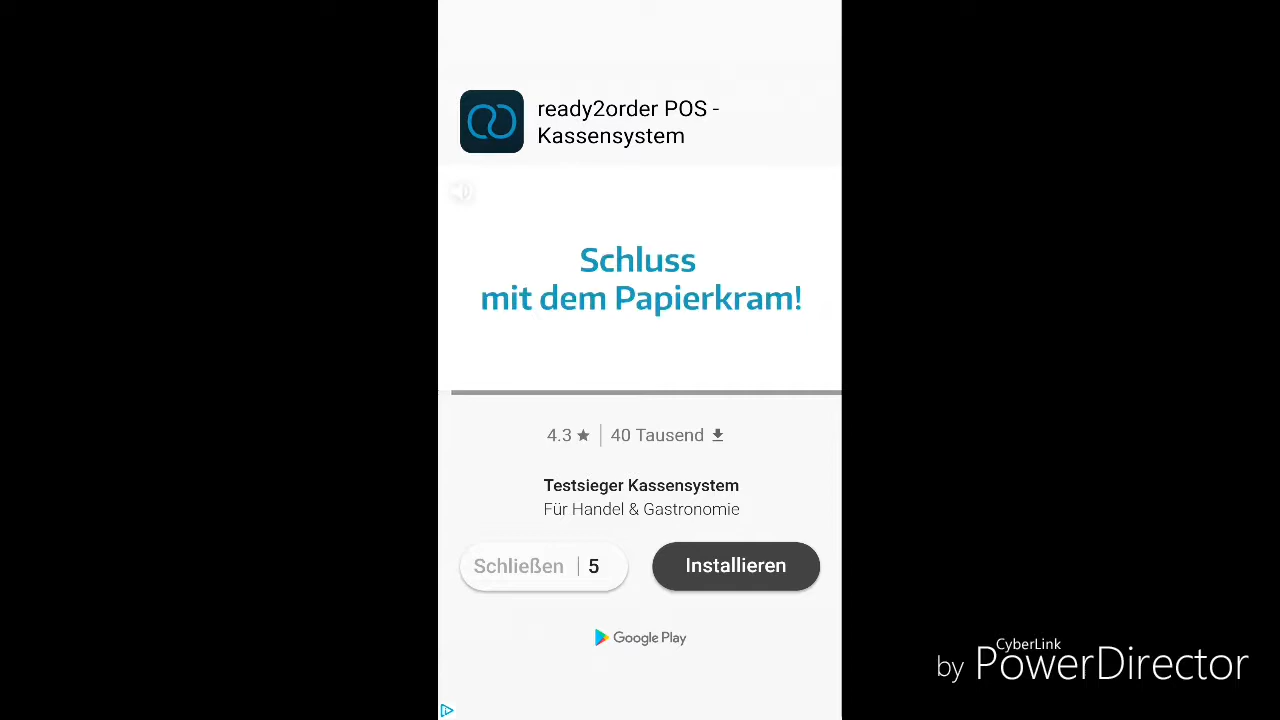 ready2order POS -
Kassensystem
Schluss
mit dem Papierkram!
4.3 ★ | 40 Tausend
Testsieger Kassensystem
Für Handel & Gastronomie
Schließen | 5
Installieren
Google Play
CyberLink
by PowerDirector